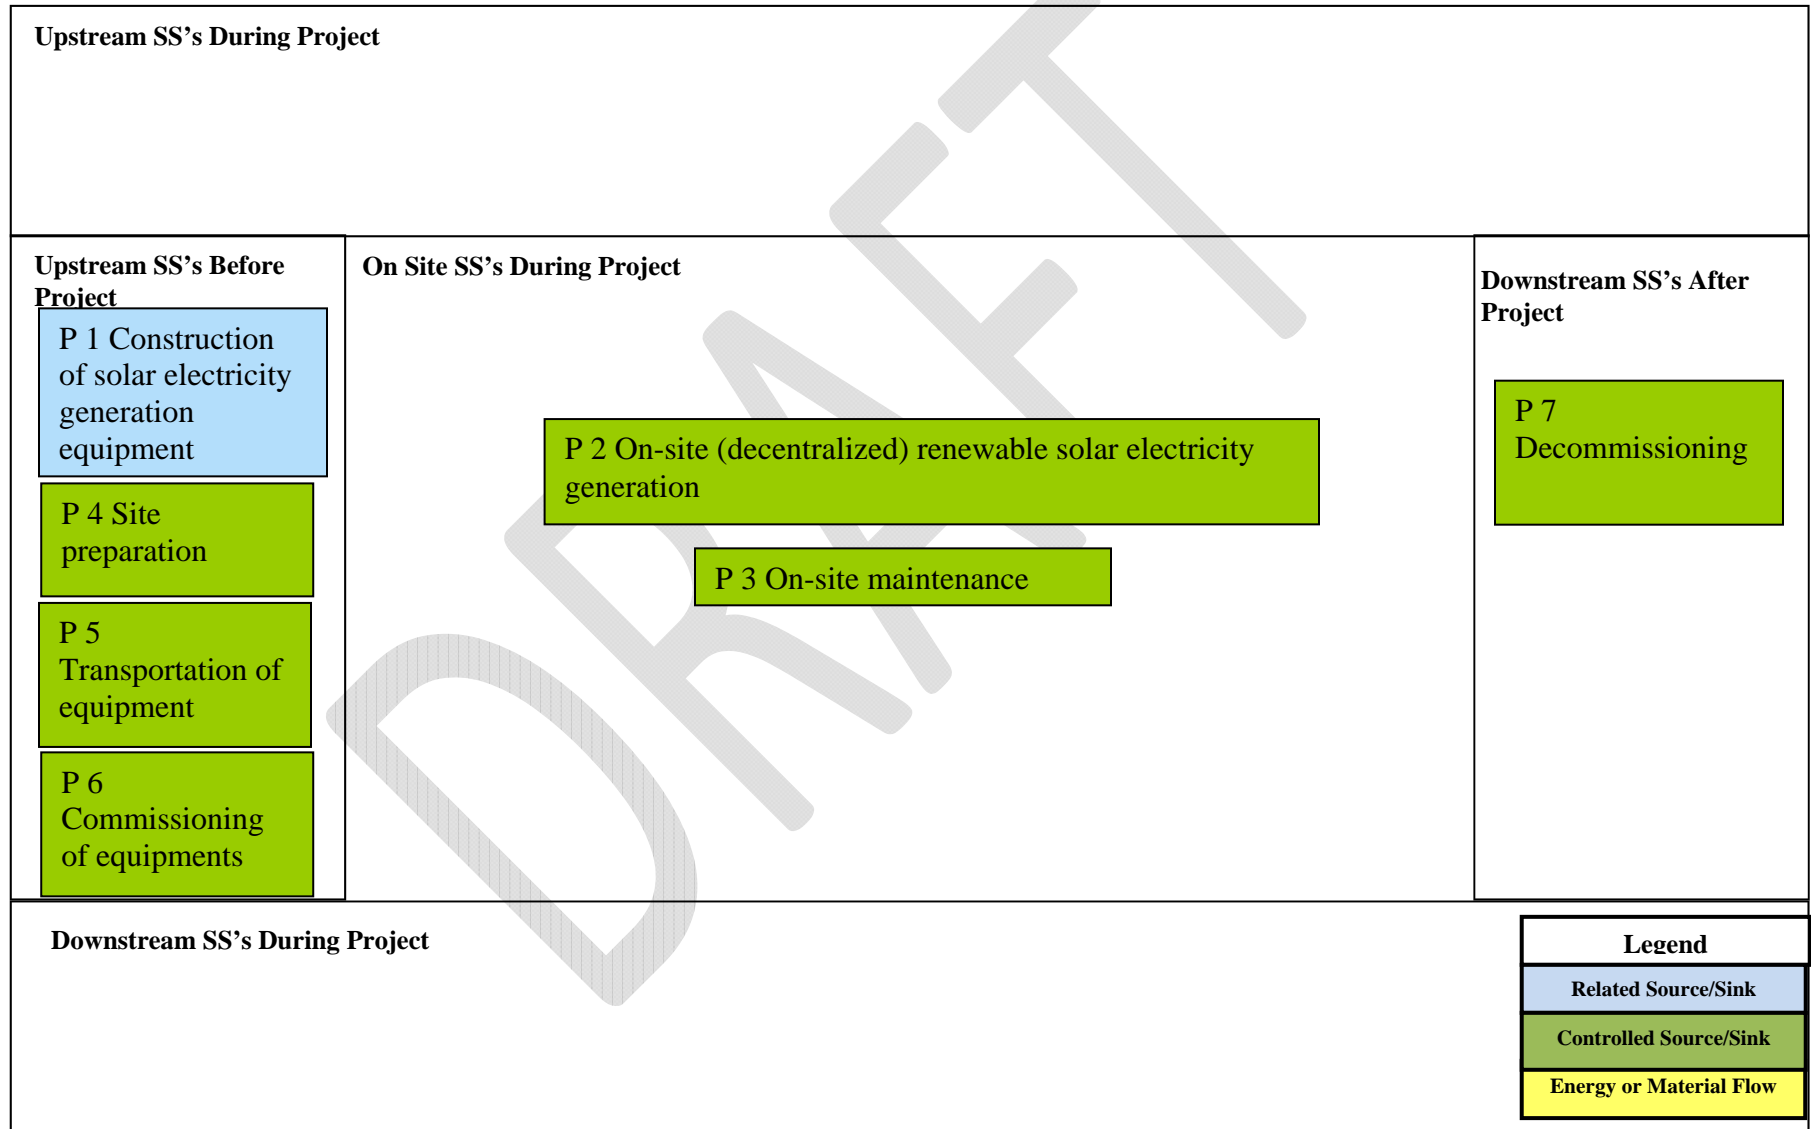 Upstream SS’s During Project
Upstream SS’s Before
Project
P 1 Construction
of solar electricity
generation
equipment
P 4 Site
preparation
P 5
Transportation of
equipment
P 6
Commissioning
of equipments
On Site SS’s During Project
P 2 On-site (decentralized) renewable solar electricity
generation
P 3 On-site maintenance
Downstream SS’s After
Project
P 7
Decommissioning
Downstream SS’s During Project
Legend
Related Source/Sink
Controlled Source/Sink
Energy or Material Flow
DRAFT